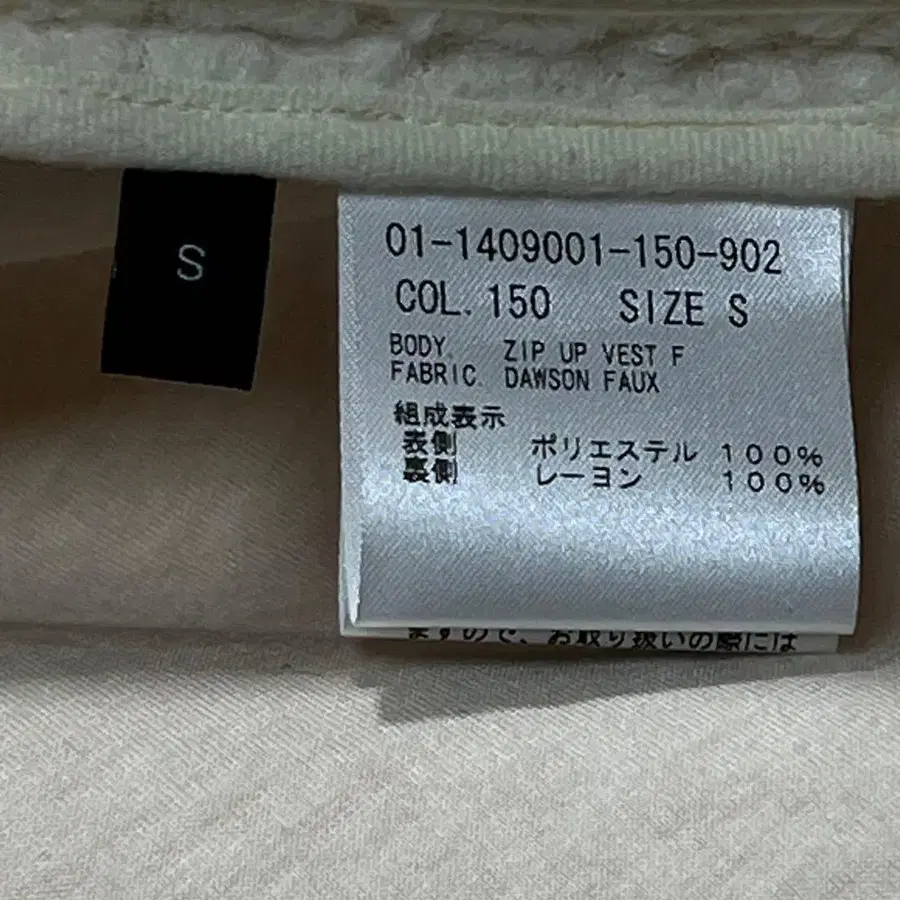 S
01-1409001-150-902
COL. 150 SIZE S
BODY. ZIP UP VEST F
FABRIC. DAWSON FAUX
組成表示
表側 ポリエステル 100%
裏側 レーヨン 100%
ますので、お取り扱いの際には